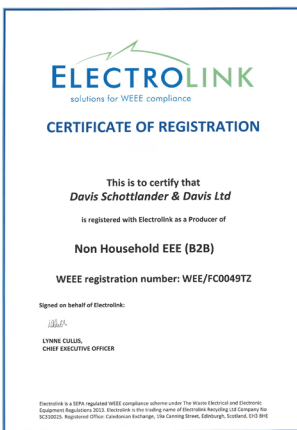 ELECTROLINK
solutions for WEEE compliance
CERTIFICATE OF REGISTRATION
This is to certify that
Davis Schottlander & Davis Ltd
is registered with Electrolink as a Producer of
Non Household EEE (B2B)
WEEE registration number: WEE/FC0049TZ
Signed on behalf of Electrolink:
LYNNE CULLIS,
CHIEF EXECUTIVE OFFICER
Electrolink is a SEPA regulated WEEE compliance scheme under The Waste Electrical and Electronic
Equipment Regulations 2013. Electrolink is the trading name of Electrolink Recycling Ltd Company No
SC310025. Registered Office: Caledonian Exchange, 19a Canning Street, Edinburgh, Scotland, EH3 8HE